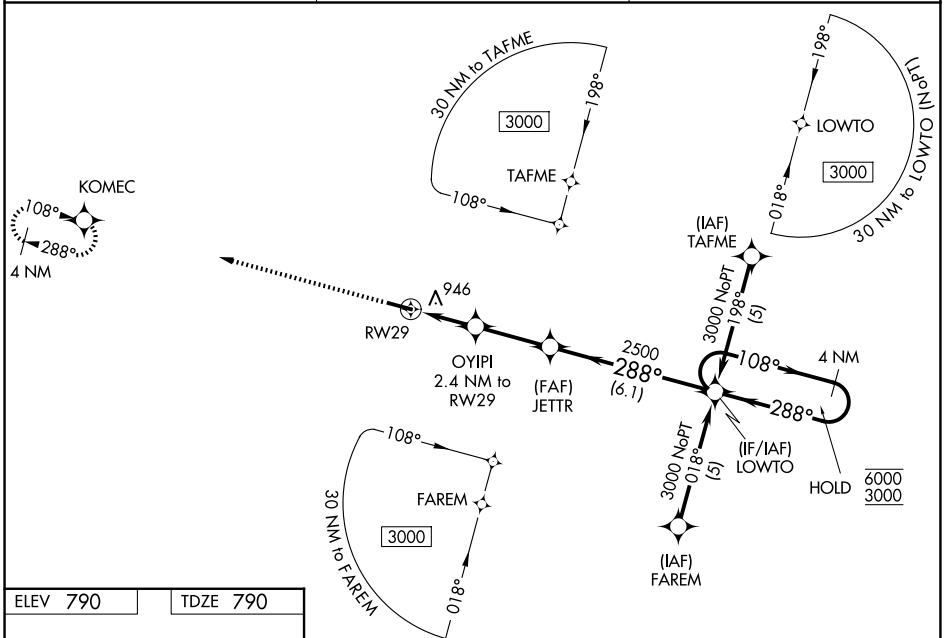 30 NM to TAFME
198°
3000
TAFME
108°
198°
LOWTO
3000
018°
30 NM to LOWTO (NoPT)
KOMEC
108°
288°
4 NM
(IAF)
TAFME
3000 NoPT
198°
(5)
946
RW29
OYIPI
2.4 NM to
RW29
(FAF)
JETTR
2500
288°
(6.1)
108°
4 NM
288°
(IF/IAF)
LOWTO
HOLD
6000
3000
3000 NoPT
018°
(5)
(IAF)
FAREM
108°
FAREM
3000
30 NM to FAREM
018°
ELEV 790
TDZE 790